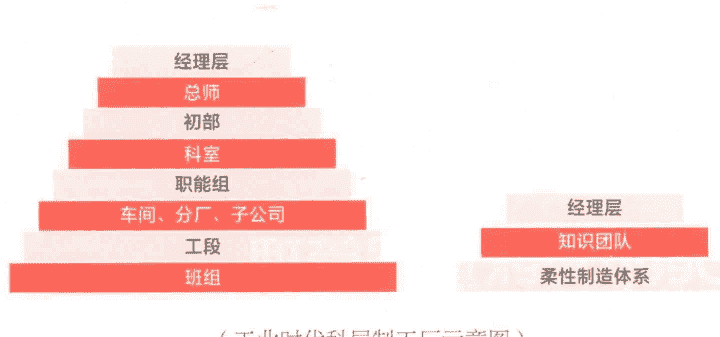 经理层
总师
初部
科室
职能组
车间、分厂、子公司
工段
班组
经理层
知识团队
柔性制造体系